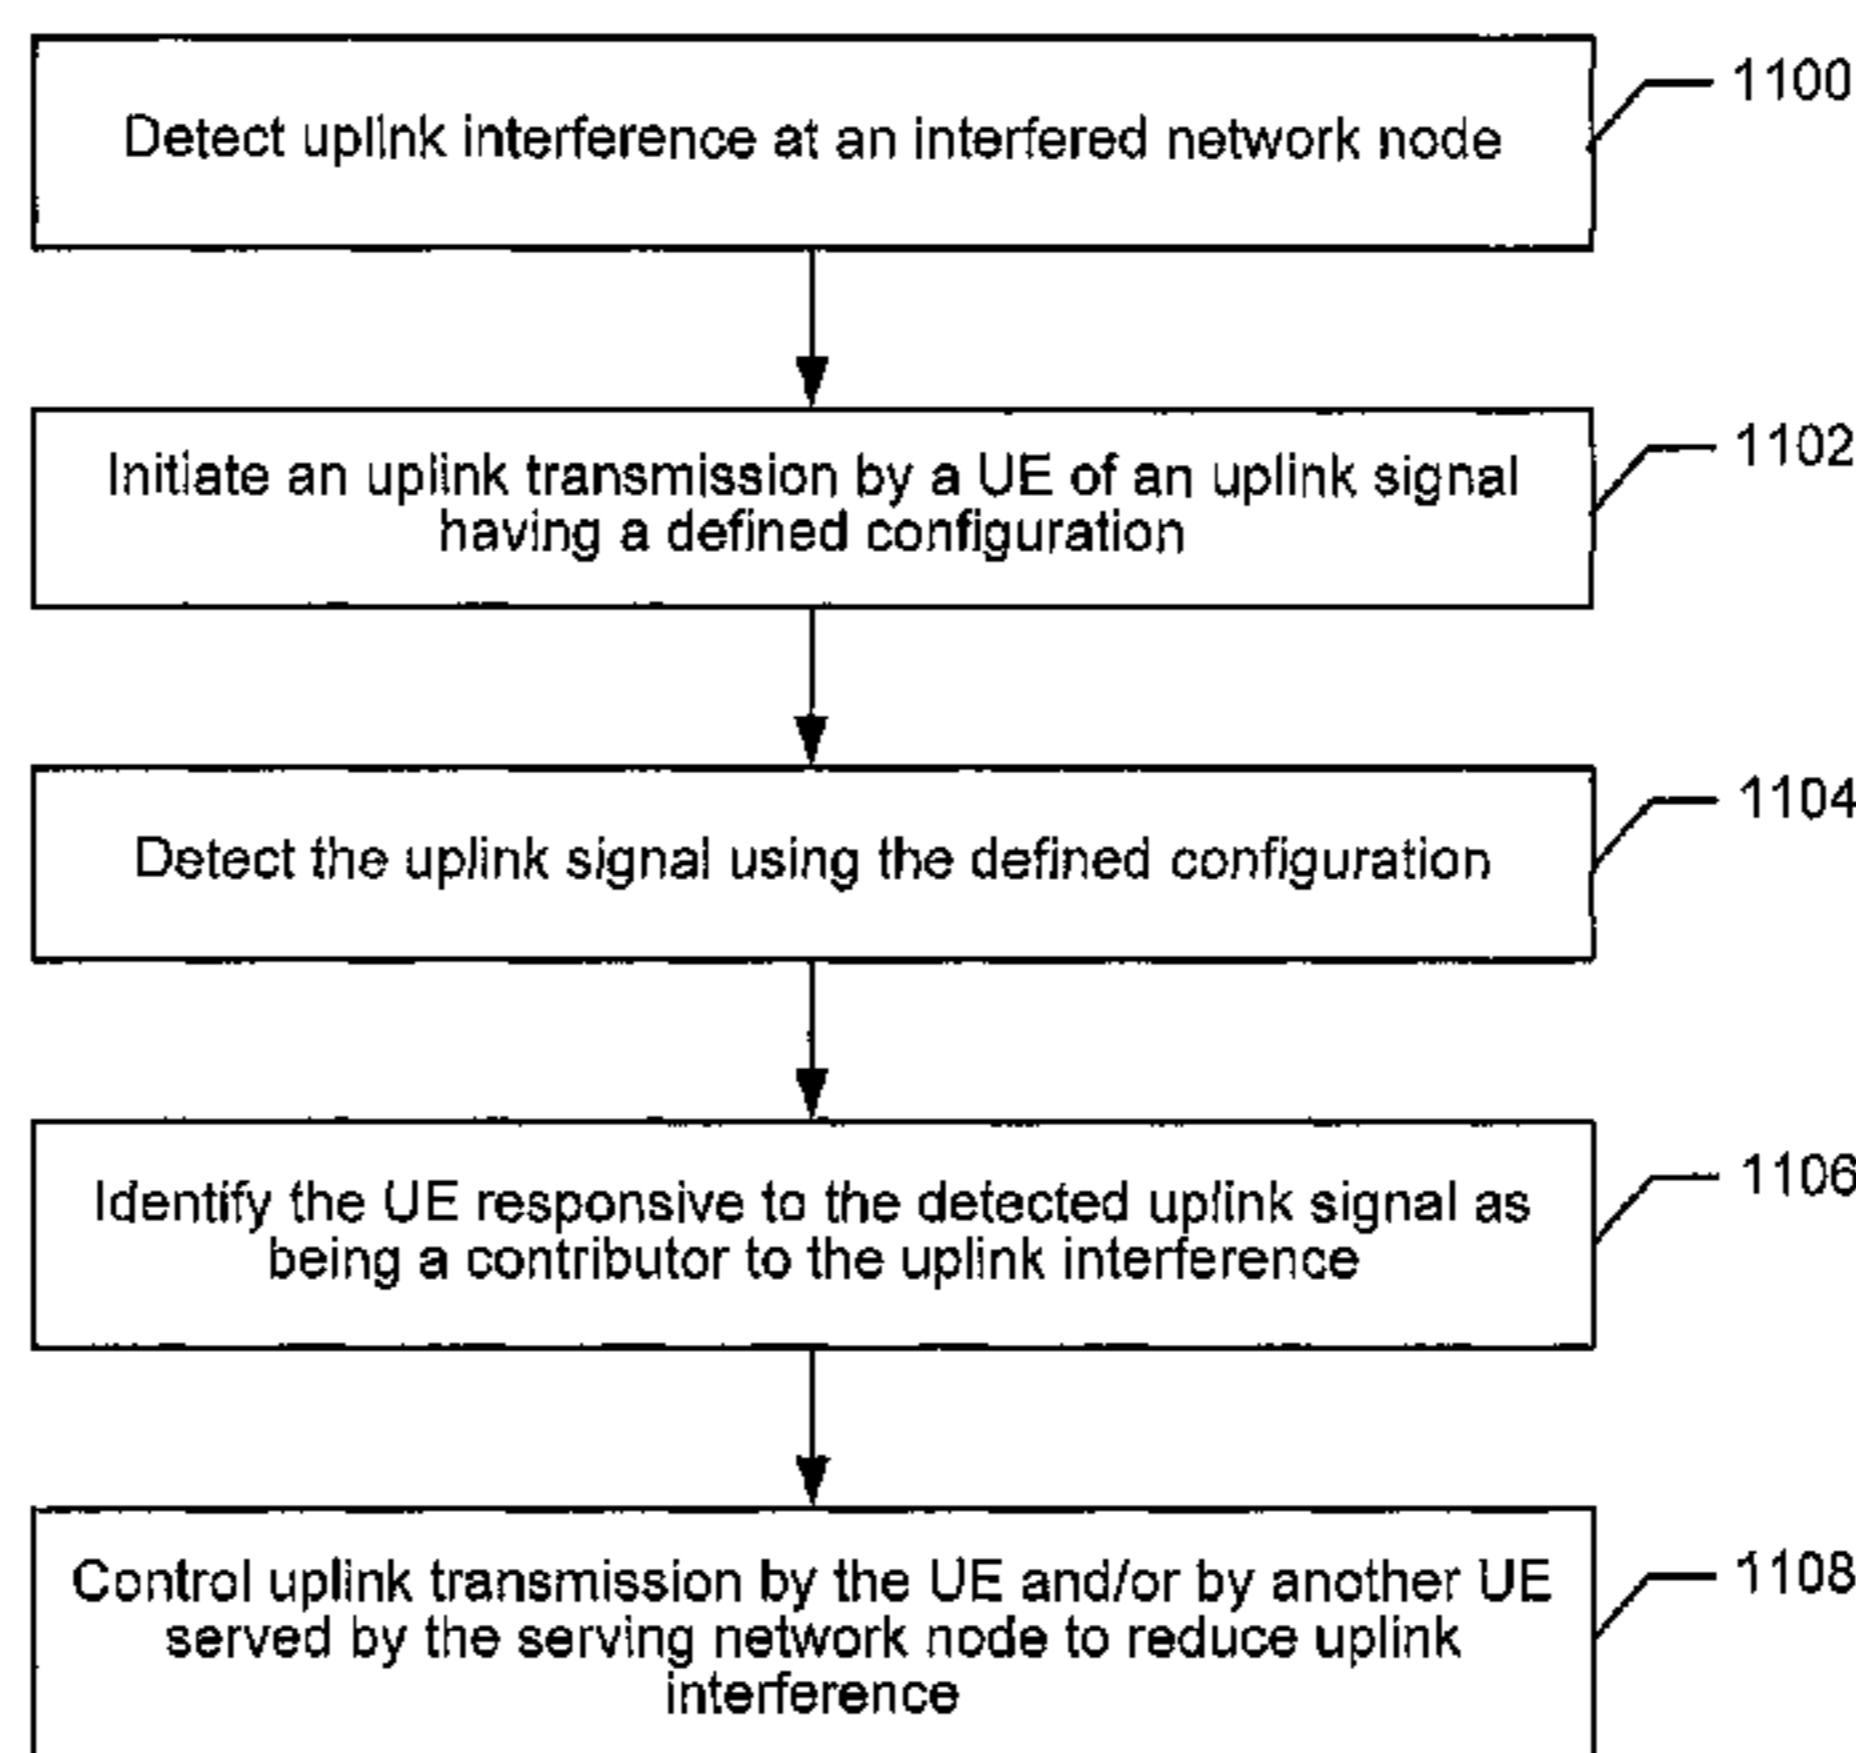 Detect uplink interference at an interfered network node
1100
Initiate an uplink transmission by a UE of an uplink signal
having a defined configuration
1102
Detect the uplink signal using the defined configuration
1104
Identify the UE responsive to the detected uplink signal as
being a contributor to the uplink interference
1106
Control uplink transmission by the UE and/or by another UE
served by the serving network node to reduce uplink
interference
1108